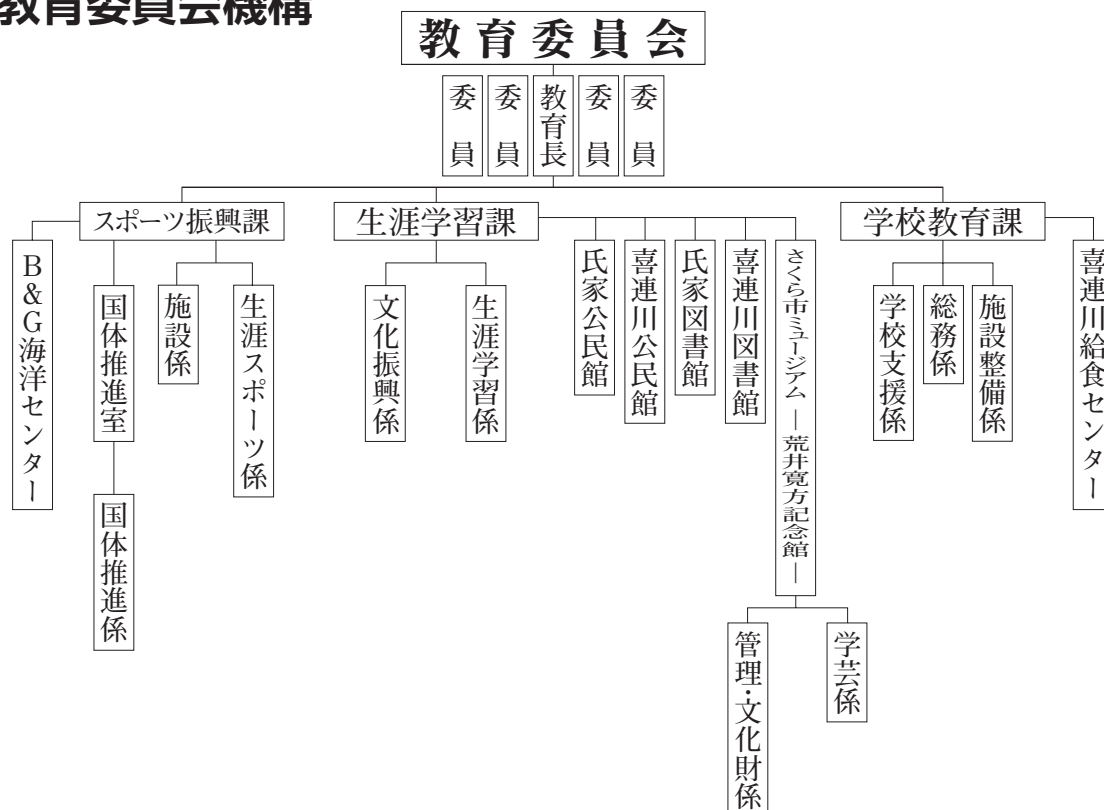 教育委員会機構
教育委員会
委員
委員
教育長
委員
委員
スポーツ振興課
生涯学習課
学校教育課
B&G海洋センター
国体推進室
施設係
生涯スポーツ係
国体推進係
文化振興係
生涯学習係
氏家公民館
喜連川公民館
氏家図書館
喜連川図書館
さくら市ミュージアム ―荒井寛方記念館―
管理・文化財係
学芸係
学校支援係
総務係
施設整備係
喜連川給食センター